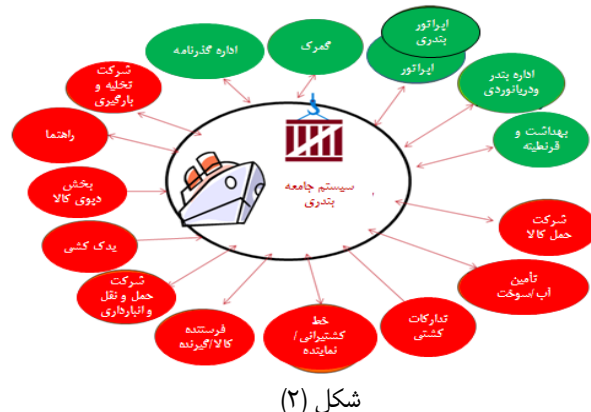 اپراتور
بندری
اپراتور
گمرک
اداره گذرنامه
اداره بندر
ودریانوردی
بهداشت و
قرنطینه
شرکت
تخلیه و
بارگیری
راهنما
بخش
دپوی کالا
یدک کشی
شرکت
حمل و نقل
و انبارداری
فرستنده
کالا/گیرنده
خط
کشتیرانی/
نماینده
تدارکات
کشتی
تأمین
اب/سوخت
شرکت
حمل کالا
سیستم جامعه
بندری
شکل (۲)